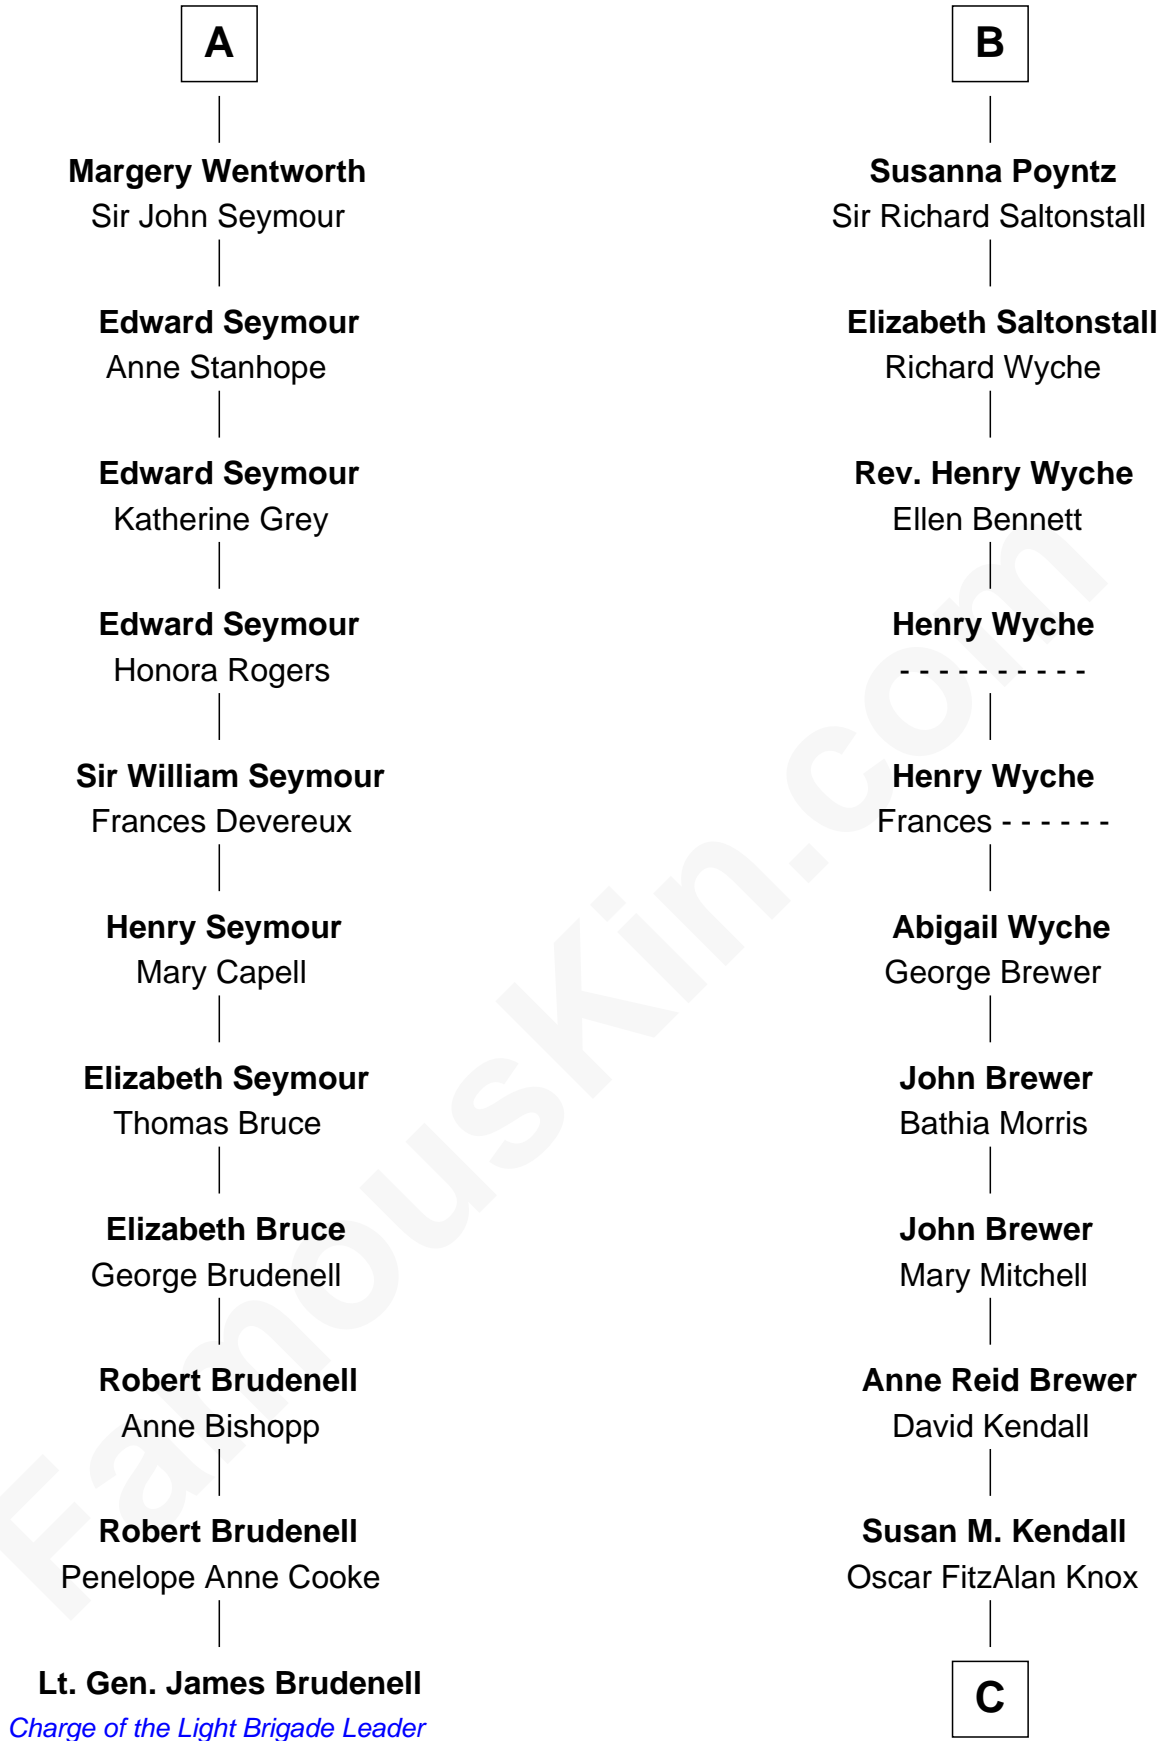 A
Margery Wentworth
Sir John Seymour
Edward Seymour
Anne Stanhope
Edward Seymour
Katherine Grey
Edward Seymour
Honora Rogers
Sir William Seymour
Frances Devereux
Henry Seymour
Mary Capell
Elizabeth Seymour
Thomas Bruce
Elizabeth Bruce
George Brudenell
Robert Brudenell
Anne Bishopp
Robert Brudenell
Penelope Anne Cooke
Lt. Gen. James Brudenell
Charge of the Light Brigade Leader
B
Susanna Poyntz
Sir Richard Saltonstall
Elizabeth Saltonstall
Richard Wyche
Rev. Henry Wyche
Ellen Bennett
Henry Wyche
- - - - - - - - - -
Henry Wyche
Frances - - - - - -
Abigail Wyche
George Brewer
John Brewer
Bathia Morris
John Brewer
Mary Mitchell
Anne Reid Brewer
David Kendall
Susan M. Kendall
Oscar FitzAlan Knox
C
FamousKin.com